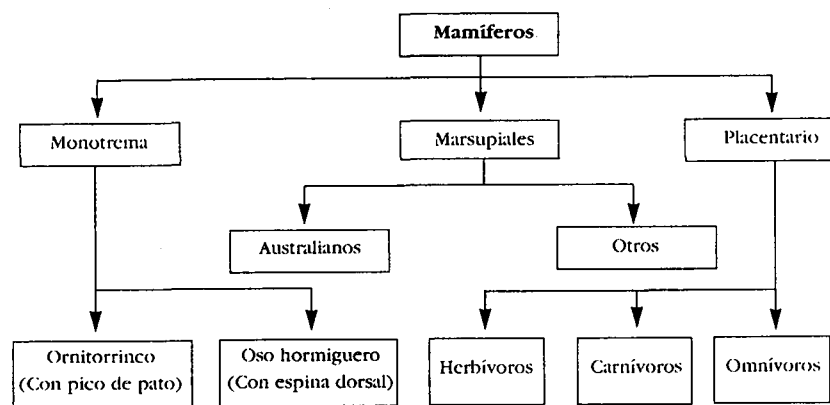 Mamíferos
Monotrema
Marsupiales
Placentario
Australianos
Otros
Ornitorrinco
(Con pico de pato)
Oso hormiguero
(Con espina dorsal)
Herbívoros
Carnívoros
Omnívoros